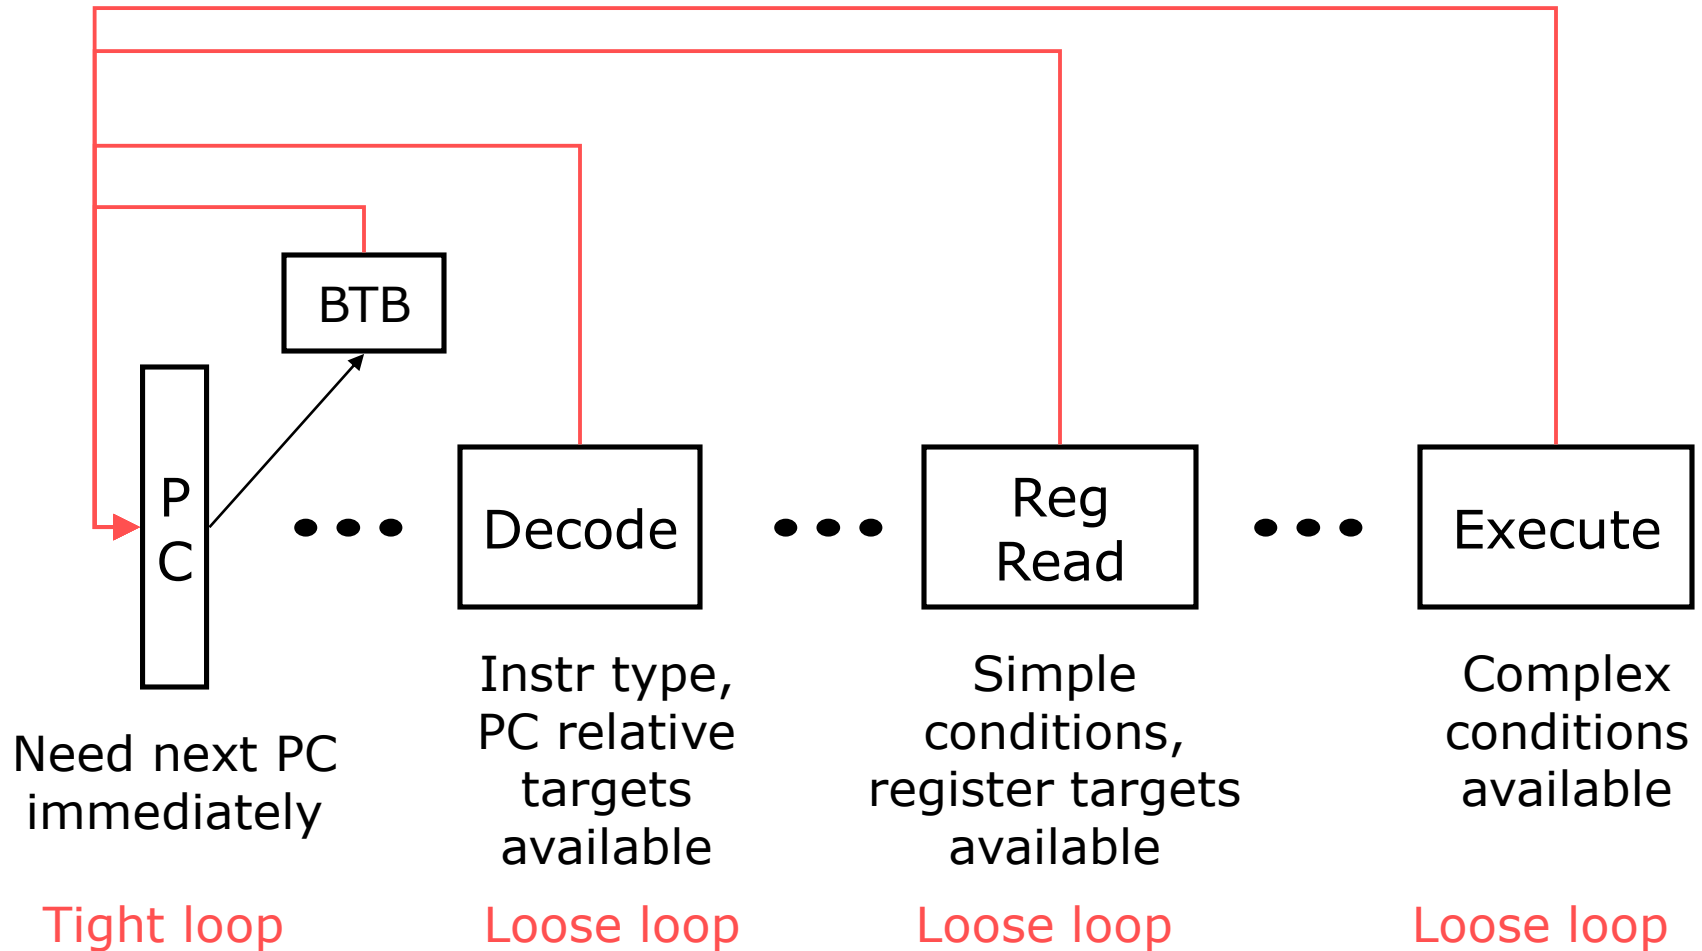 BTB
P
C
Decode
Reg
Read
Execute
Need next PC
immediately
Instr type,
PC relative
targets
available
Simple
conditions,
register targets
available
Complex
conditions
available
Tight loop
Loose loop
Loose loop
Loose loop